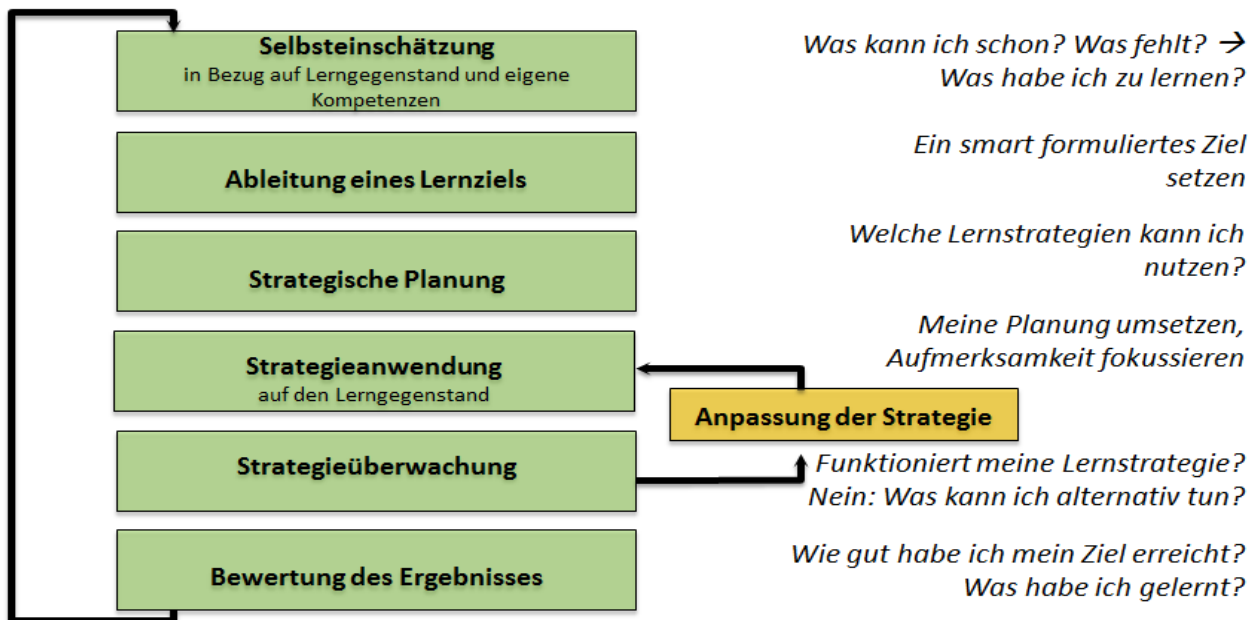 Selbsteinschätzung
in Bezug auf Lerngegenstand und eigene
Kompetenzen
Was kann ich schon? Was fehlt? →
Was habe ich zu lernen?
Ableitung eines Lernziels
Ein smart formuliertes Ziel
setzen
Strategische Planung
Welche Lernstrategien kann ich
nutzen?
Strategieanwendung
auf den Lerngegenstand
Meine Planung umsetzen,
Aufmerksamkeit fokussieren
Anpassung der Strategie
Strategieüberwachung
Funktioniert meine Lernstrategie?
Nein: Was kann ich alternativ tun?
Bewertung des Ergebnisses
Wie gut habe ich mein Ziel erreicht?
Was habe ich gelernt?